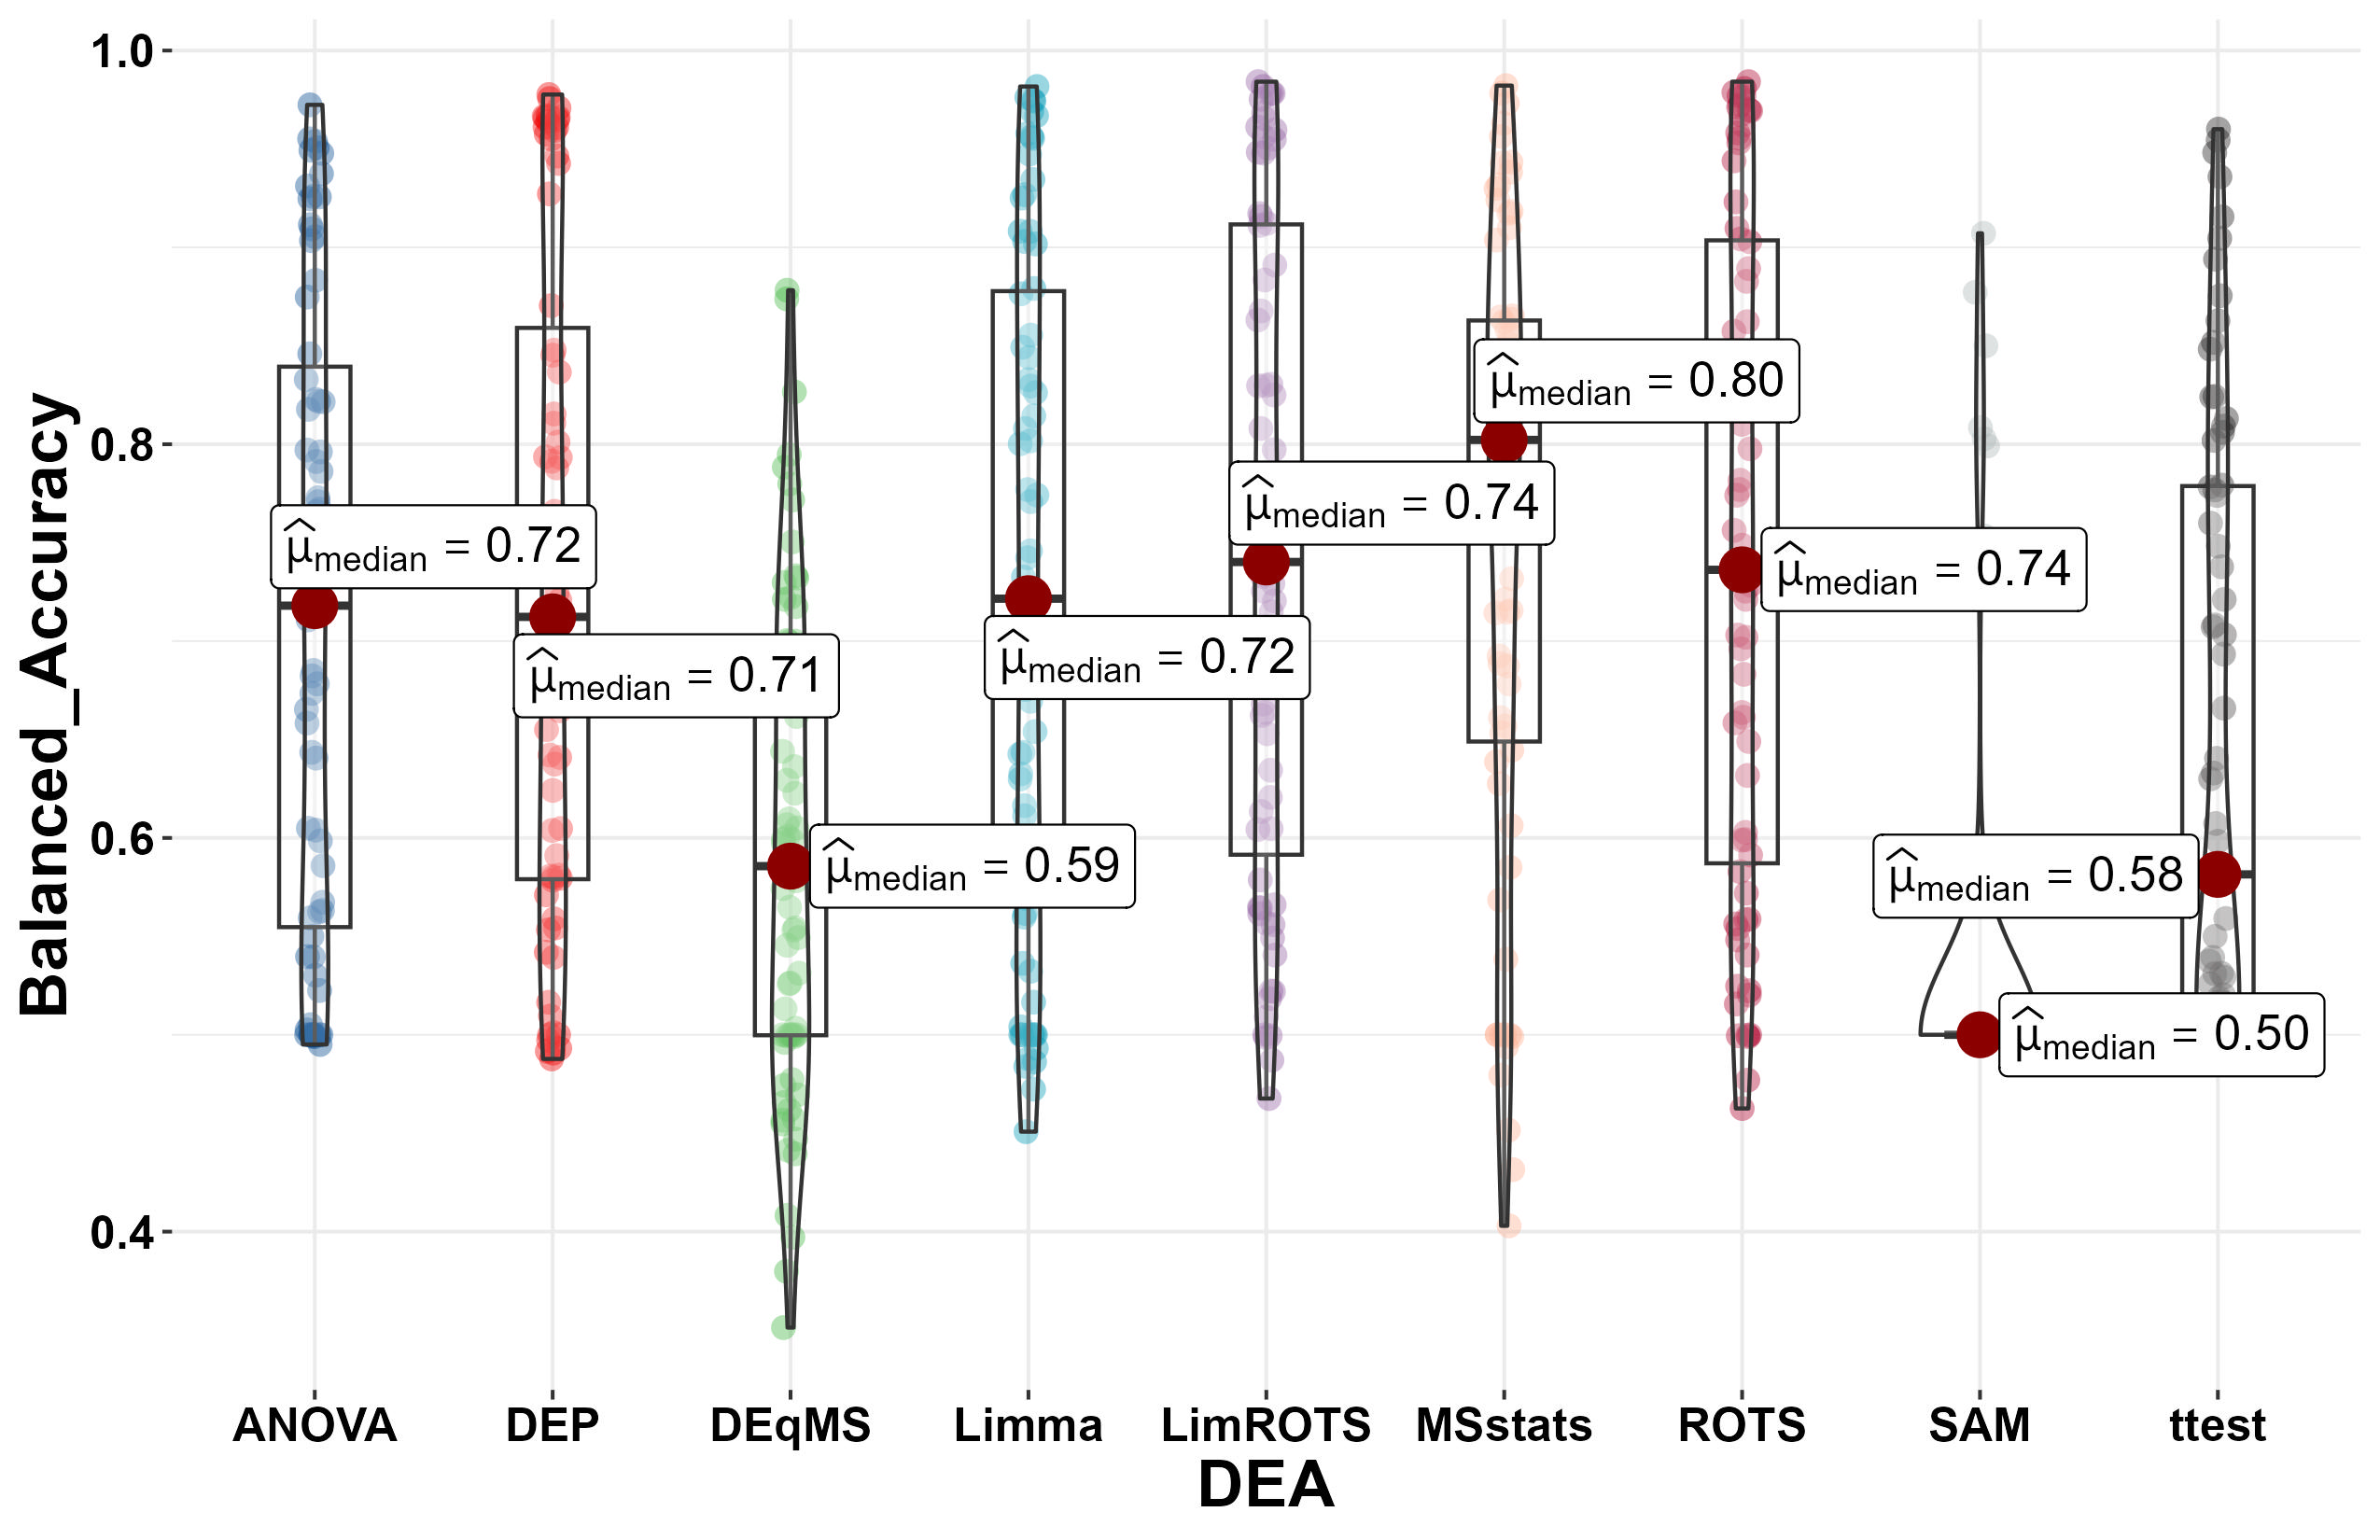 Balanced_Accuracy
1.0
0.8
0.6
0.4
μ̂median = 0.72
μ̂median = 0.71
μ̂median = 0.59
μ̂median = 0.72
μ̂median = 0.74
μ̂median = 0.80
μ̂median = 0.74
μ̂median = 0.50
μ̂median = 0.58
ANOVA DEP DEqMS Limma LimROTS MSstats ROTS SAM ttest
DEA